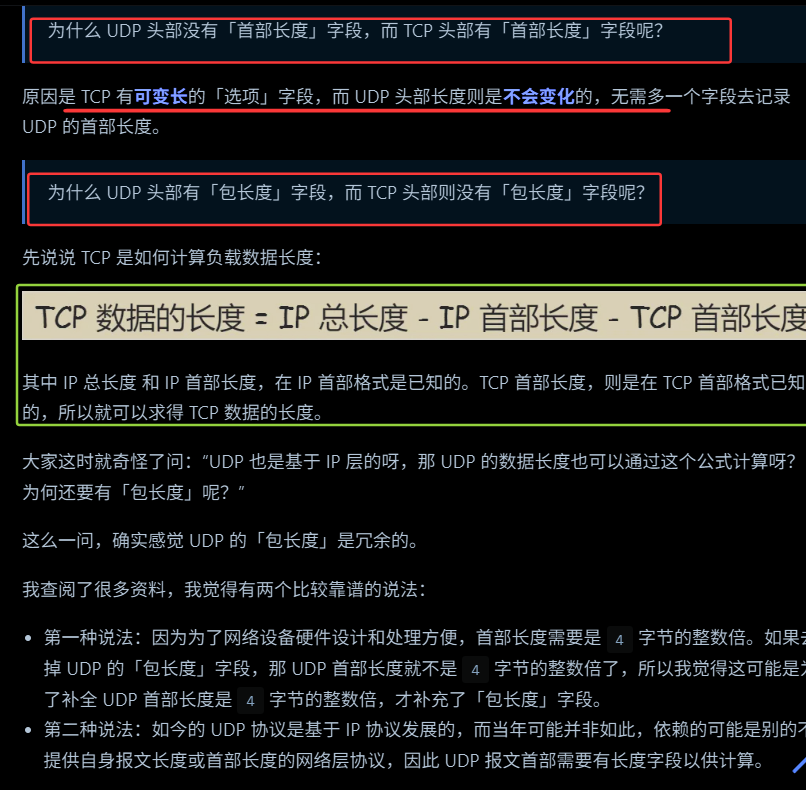 为什么 UDP 头部没有「首部长度」字段，而 TCP 头部有「首部长度」字段呢？
原因是 TCP 有可变长的「选项」字段，而 UDP 头部长度则是不会变化的，无需多一个字段去记录
UDP 的首部长度。
为什么 UDP 头部有「包长度」字段，而 TCP 头部则没有「包长度」字段呢？
先说说 TCP 是如何计算负载数据长度：
TCP 数据的长度 = IP 总长度 - IP 首部长度 - TCP 首部长度
其中 IP 总长度 和 IP 首部长度，在 IP 首部格式是已知的。TCP 首部长度，则是在 TCP 首部格式已知
的，所以就可以求得 TCP 数据的长度。
大家这时就奇怪了问：“UDP 也是基于 IP 层的呀，那 UDP 的数据长度也可以通过这个公式计算呀？
为何还要有「包长度」呢？”
这么一问，确实感觉 UDP 的「包长度」是冗余的。
我查阅了很多资料，我觉得有两个比较靠谱的说法：
第一种说法：因为为了网络设备硬件设计和处理方便，首部长度需要是 4 字节的整数倍。如果去
掉 UDP 的「包长度」字段，那 UDP 首部长度就不是 4 字节的整数倍了，所以我觉得这可能是为
了补全 UDP 首部长度是 4 字节的整数倍，才补充了「包长度」字段。
第二种说法：如今的 UDP 协议是基于 IP 协议发展的，而当年可能并非如此，依赖的可能是别的不
提供自身报文长度或首部长度的网络层协议，因此 UDP 报文首部需要有长度字段以供计算。